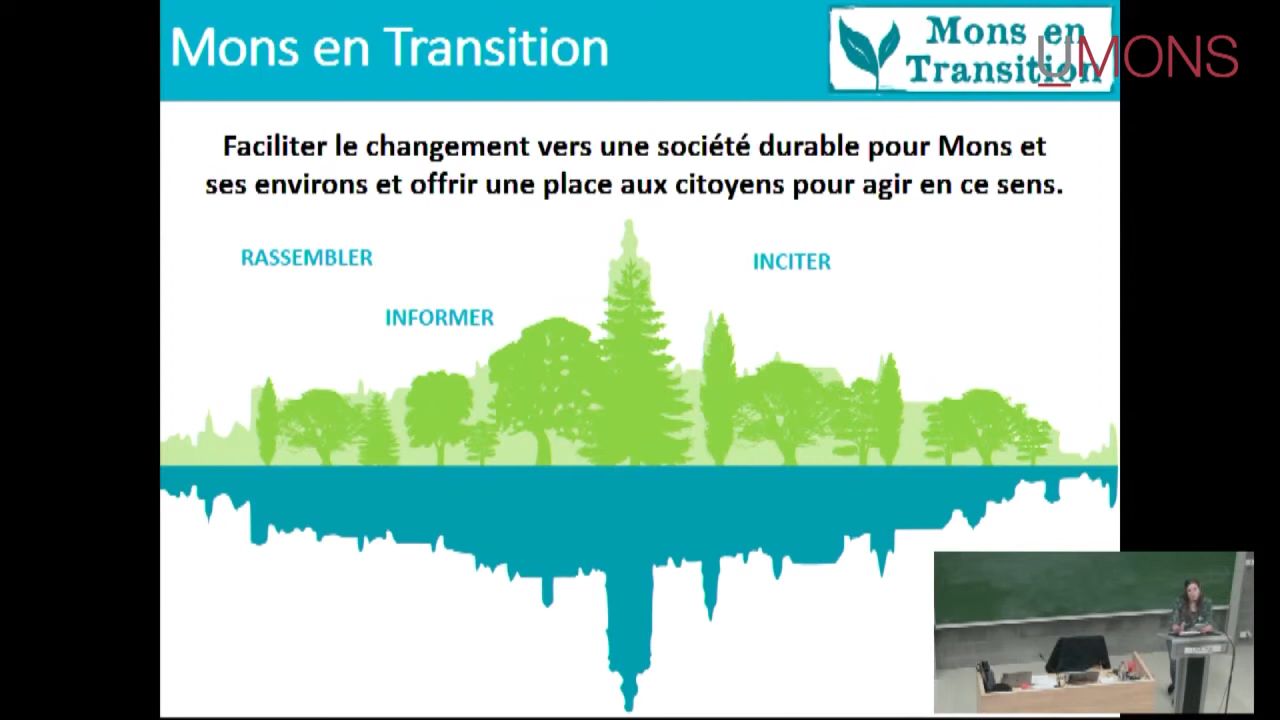 Mons en Transition
Mons en
Transition
UMONS
Faciliter le changement vers une société durable pour Mons et
ses environs et offrir une place aux citoyens pour agir en ce sens.
RASSEMBLER
INCITER
INFORMER